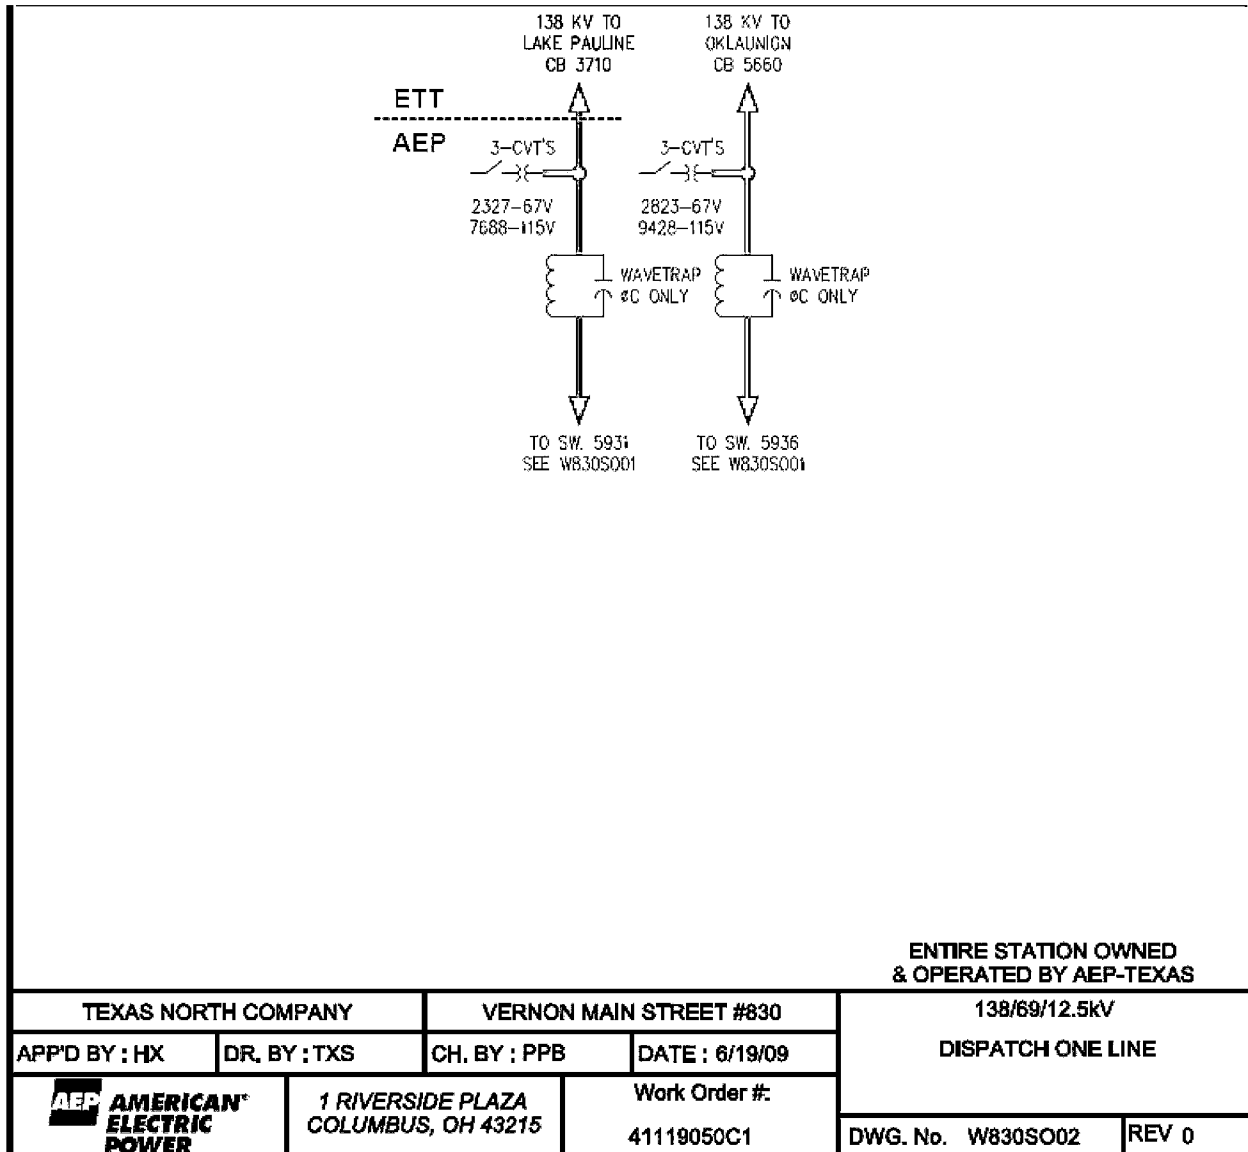 138 KV TO
LAKE PAULINE
CB 3710
138 KV TO
OKLAUNION
CB 5660
ETT
AEP
3-CVT'S
2327-67V
7688-115V
3-CVT'S
2823-67V
9428-115V
WAVETRAP
ØC ONLY
WAVETRAP
ØC ONLY
TO SW. 5931
SEE W830S001
TO SW. 5936
SEE W830S001
ENTIRE STATION OWNED
& OPERATED BY AEP-TEXAS
TEXAS NORTH COMPANY
VERNON MAIN STREET #830
138/69/12.5kV
DISPATCH ONE LINE
APP'D BY : HX
DR. BY : TXS
CH. BY : PPB
DATE : 6/19/09
AEP AMERICAN®
ELECTRIC
POWER
1 RIVERSIDE PLAZA
COLUMBUS, OH 43215
Work Order #:
41119050C1
DWG. No. W830SO02
REV 0